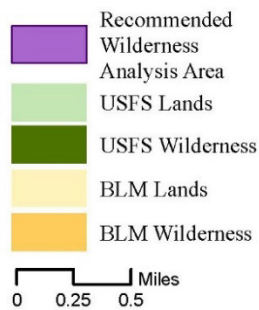 Recommended
Wilderness
Analysis Area
USFS Lands
USFS Wilderness
BLM Lands
BLM Wilderness
Miles
0 0.25 0.5